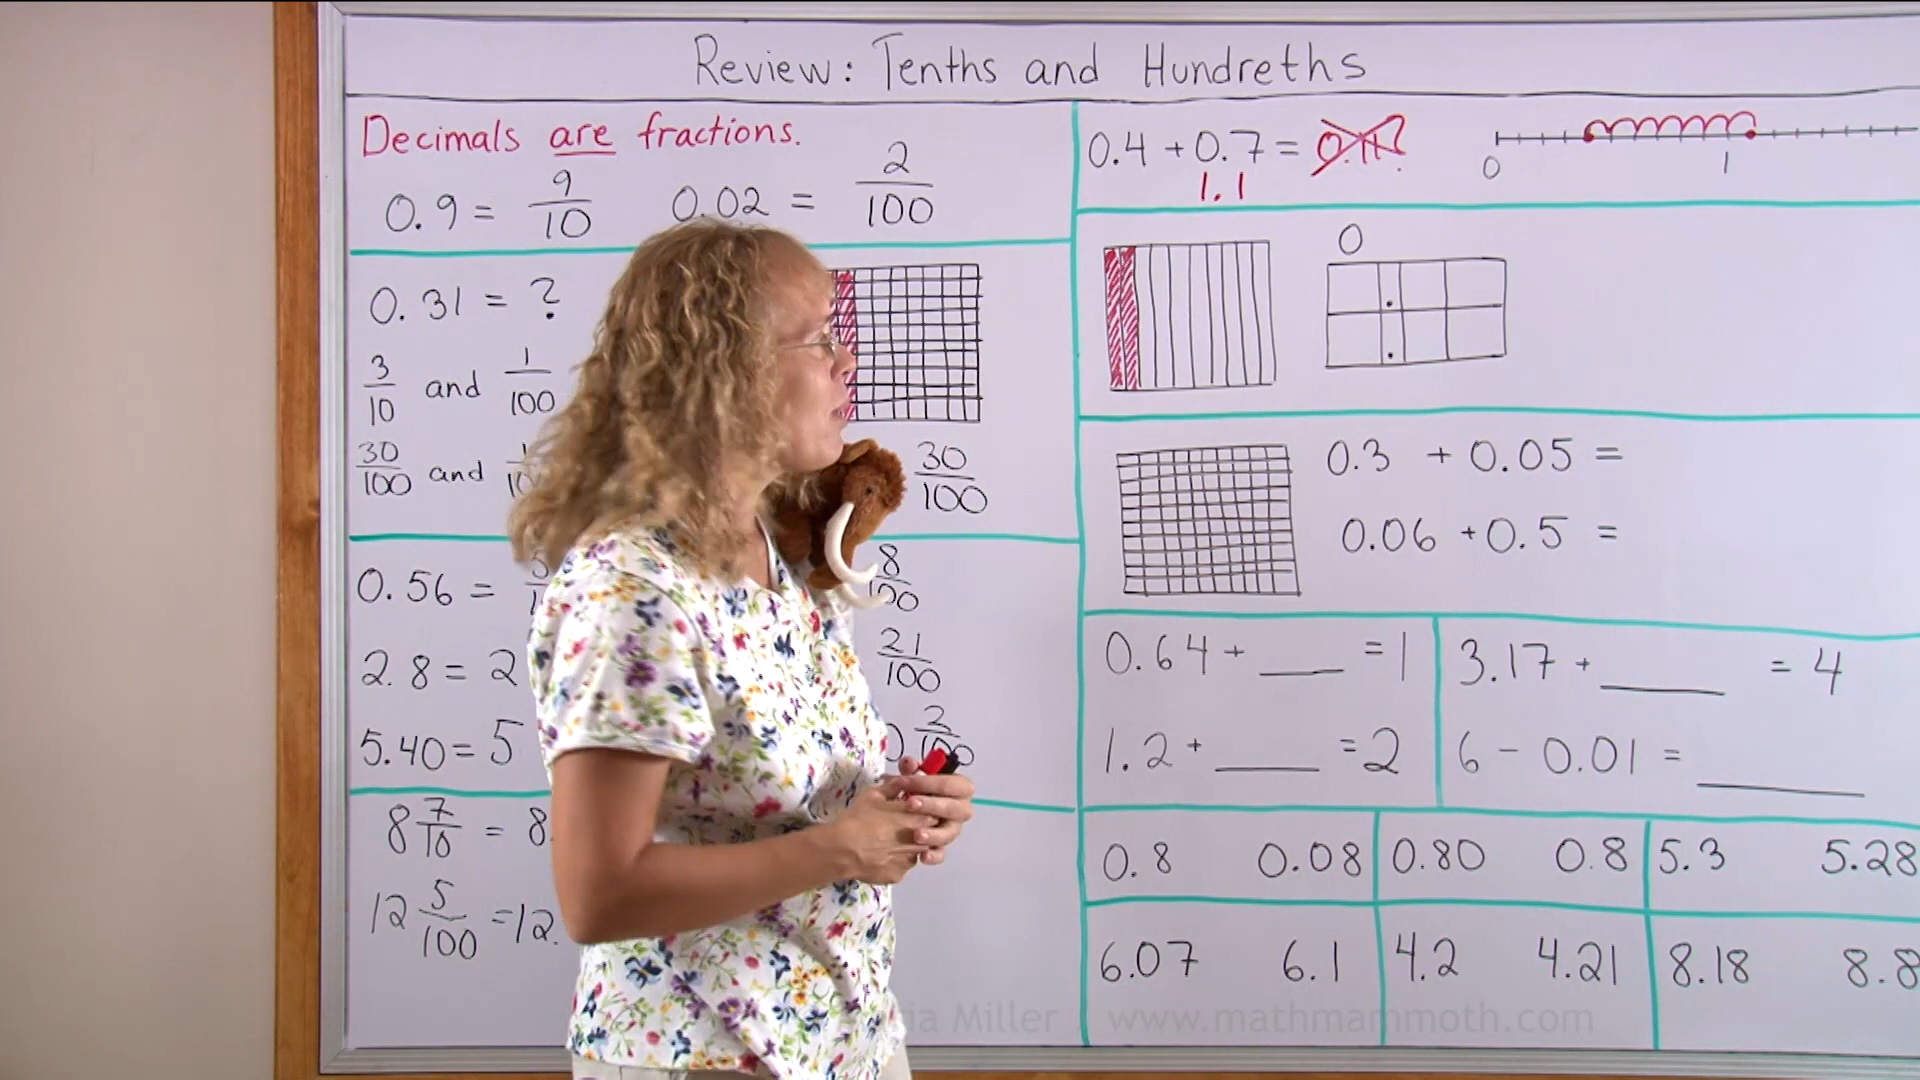 Review: Tenths and Hundreths
Decimals are fractions.
0.9 = 9/10 0.02 = 2/100
0.31 = ?
3/10 and 1/100
30/100 and
30/100
0.56 =
8/100
2.8 = 2
21/100
5.40 = 5
2/100
8 7/10 = 8.
12 5/100 = 12.
0.4 + 0.7 = 0.11
1.1
0 1
0
0.3 + 0.05 =
0.06 + 0.5 =
0.64 + ___ = 1
1.2 + ___ = 2
3.17 + ___ = 4
6 - 0.01 = ___
0.8 0.08 0.80 0.8 5.3 5.28
6.07 6.1 4.2 4.21 8.18 8.8
Miller / www.mathmammoth.com